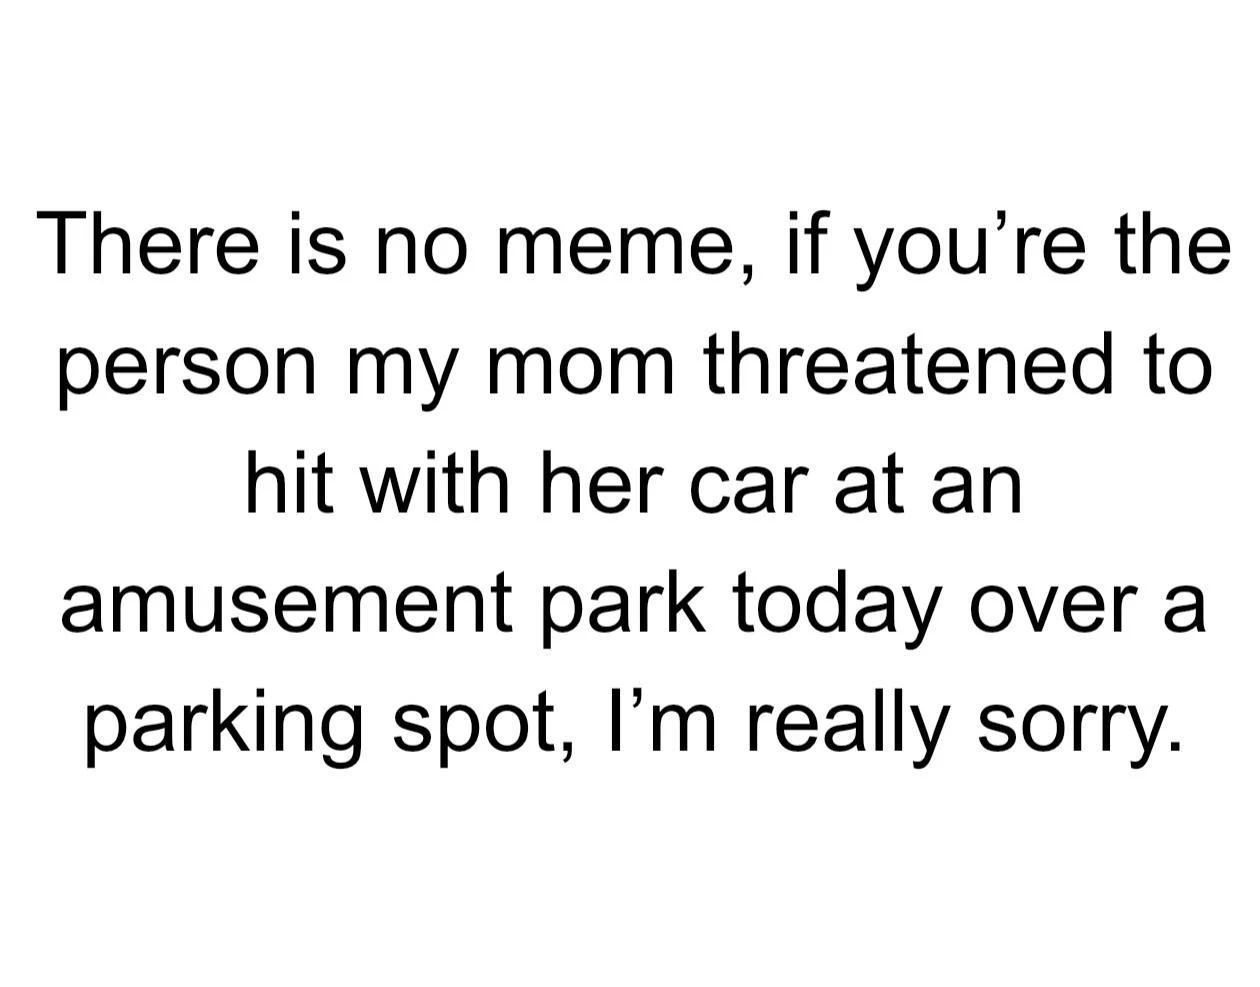 There is no meme, if you’re the
person my mom threatened to
hit with her car at an
amusement park today over a
parking spot, I’m really sorry.